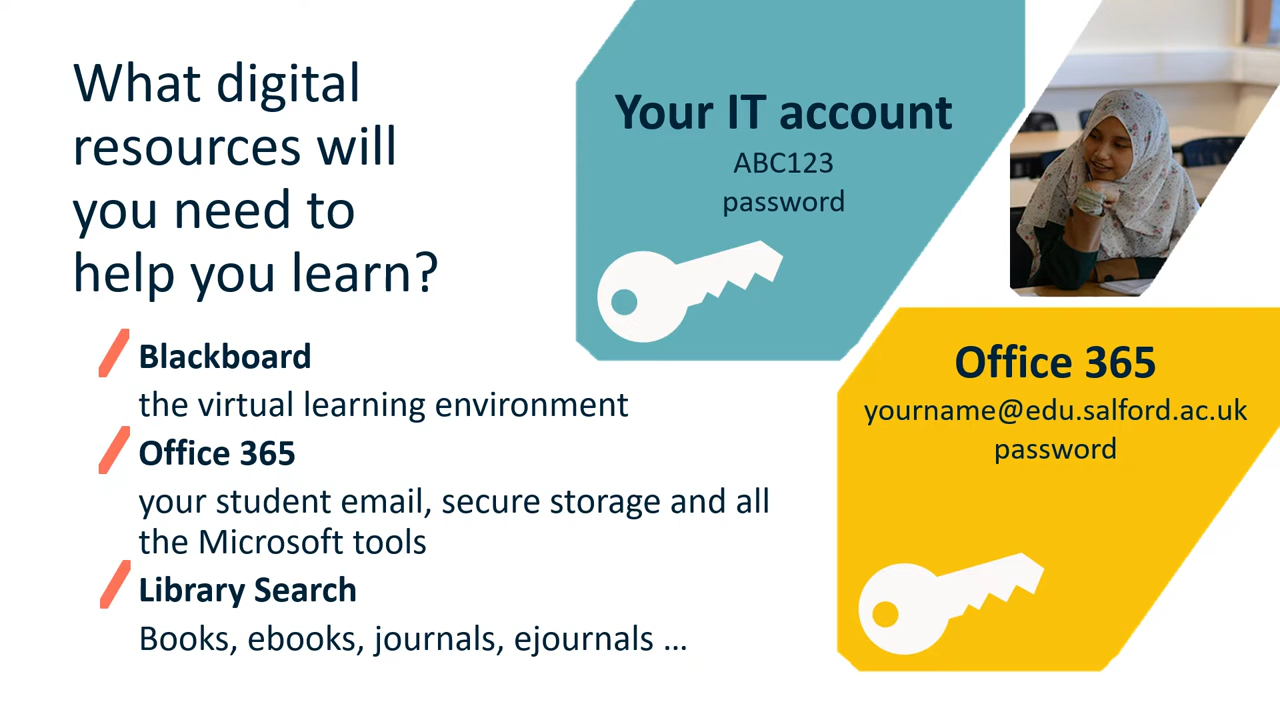 What digital
resources will
you need to
help you learn?
Blackboard
the virtual learning environment
Office 365
your student email, secure storage and all
the Microsoft tools
Library Search
Books, ebooks, journals, ejournals ...
Your IT account
ABC123
password
Office 365
yourname@edu.salford.ac.uk
password